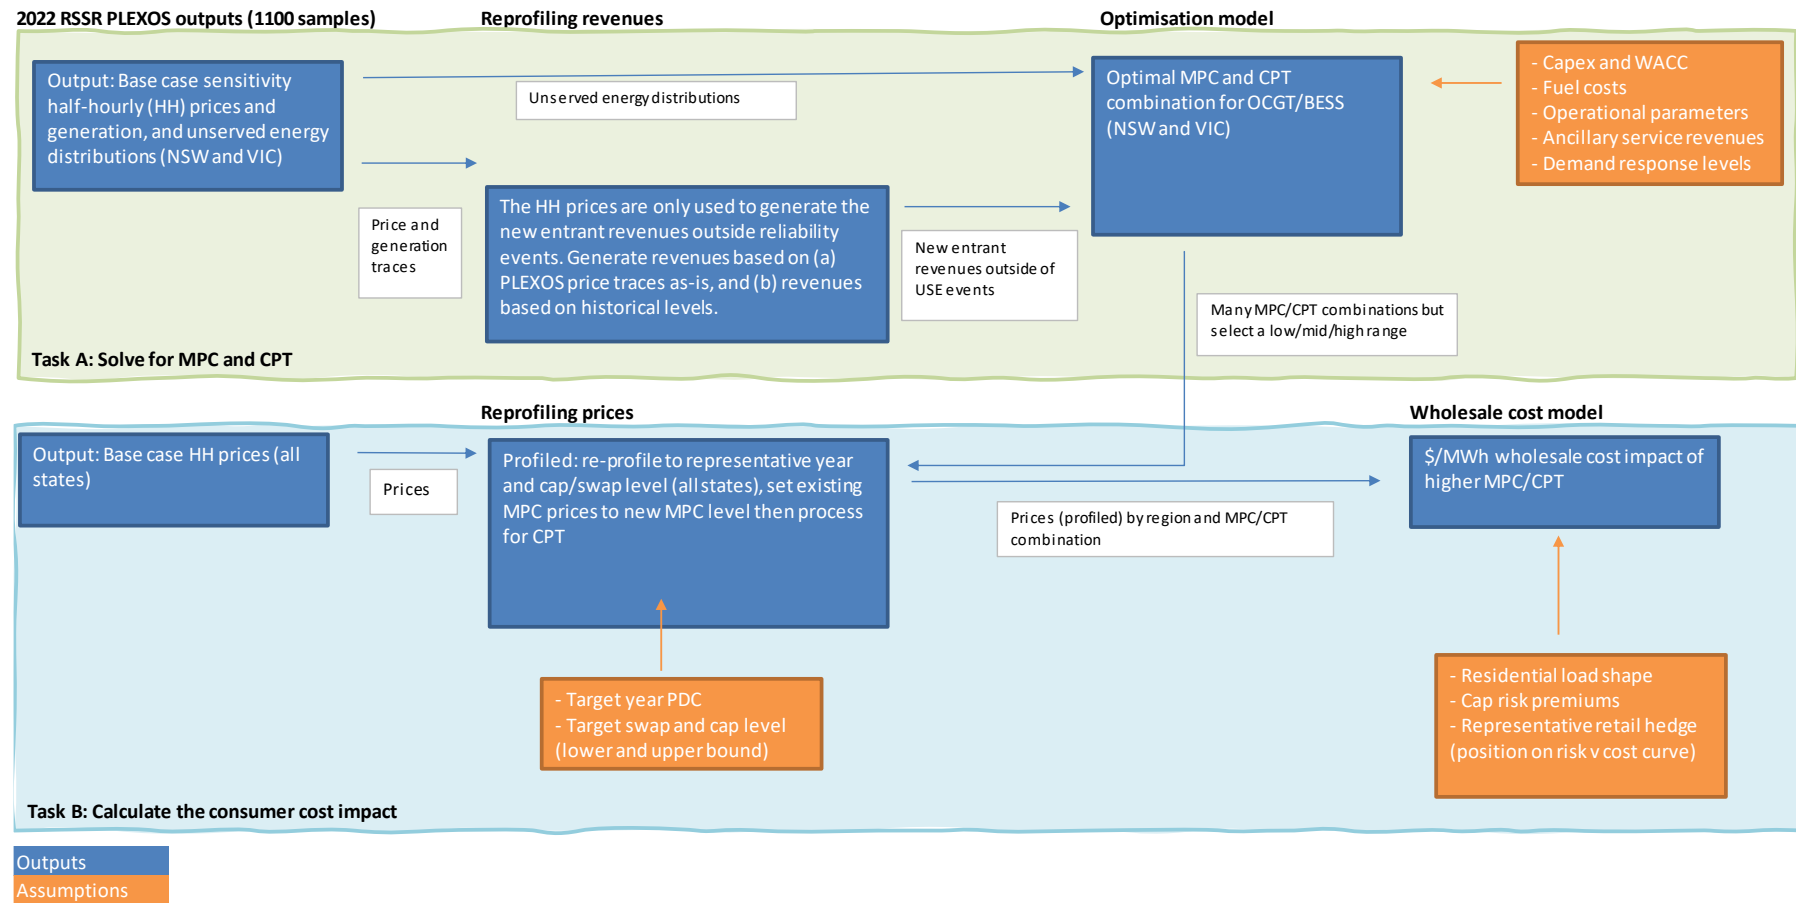 2022 RSSR PLEXOS outputs (1100 samples)
Reprofiling revenues
Optimisation model
Output: Base case sensitivity
half-hourly (HH) prices and
generation, and unserved energy
distributions (NSW and VIC)
Unserved energy distributions
Optimal MPC and CPT
combination for OCGT/BESS
(NSW and VIC)
- Capex and WACC
- Fuel costs
- Operational parameters
- Ancillary service revenues
- Demand response levels
Price and
generation
traces
The HH prices are only used to generate the
new entrant revenues outside reliability
events. Generate revenues based on (a)
PLEXOS price traces as-is, and (b) revenues
based on historical levels.
New entrant
revenues outside of
USE events
Many MPC/CPT combinations but
select a low/mid/high range
Task A: Solve for MPC and CPT
Reprofiling prices
Wholesale cost model
Output: Base case HH prices (all
states)
Prices
Profiled: re-profile to representative year
and cap/swap level (all states), set existing
MPC prices to new MPC level then process
for CPT
Prices (profiled) by region and MPC/CPT
combination
$/MWh wholesale cost impact of
higher MPC/CPT
- Target year PDC
- Target swap and cap level
(lower and upper bound)
- Residential load shape
- Cap risk premiums
- Representative retail hedge
(position on risk v cost curve)
Task B: Calculate the consumer cost impact
Outputs
Assumptions